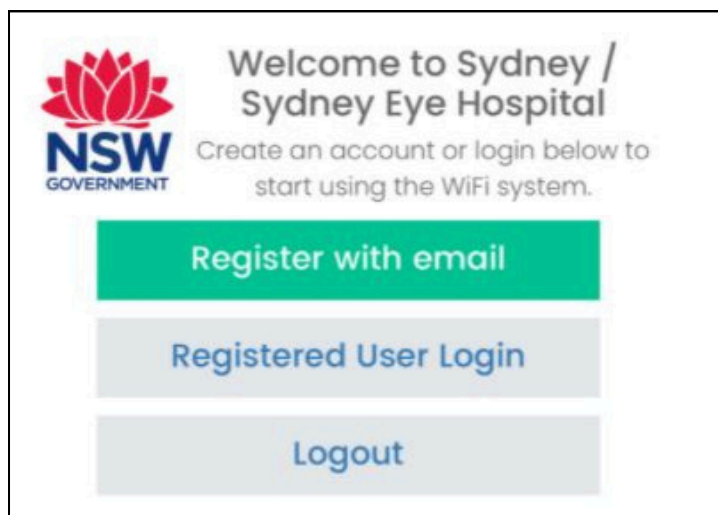 Welcome to Sydney /
Sydney Eye Hospital
NSW
GOVERNMENT
Create an account or login below to
start using the WiFi system.
Register with email
Registered User Login
Logout